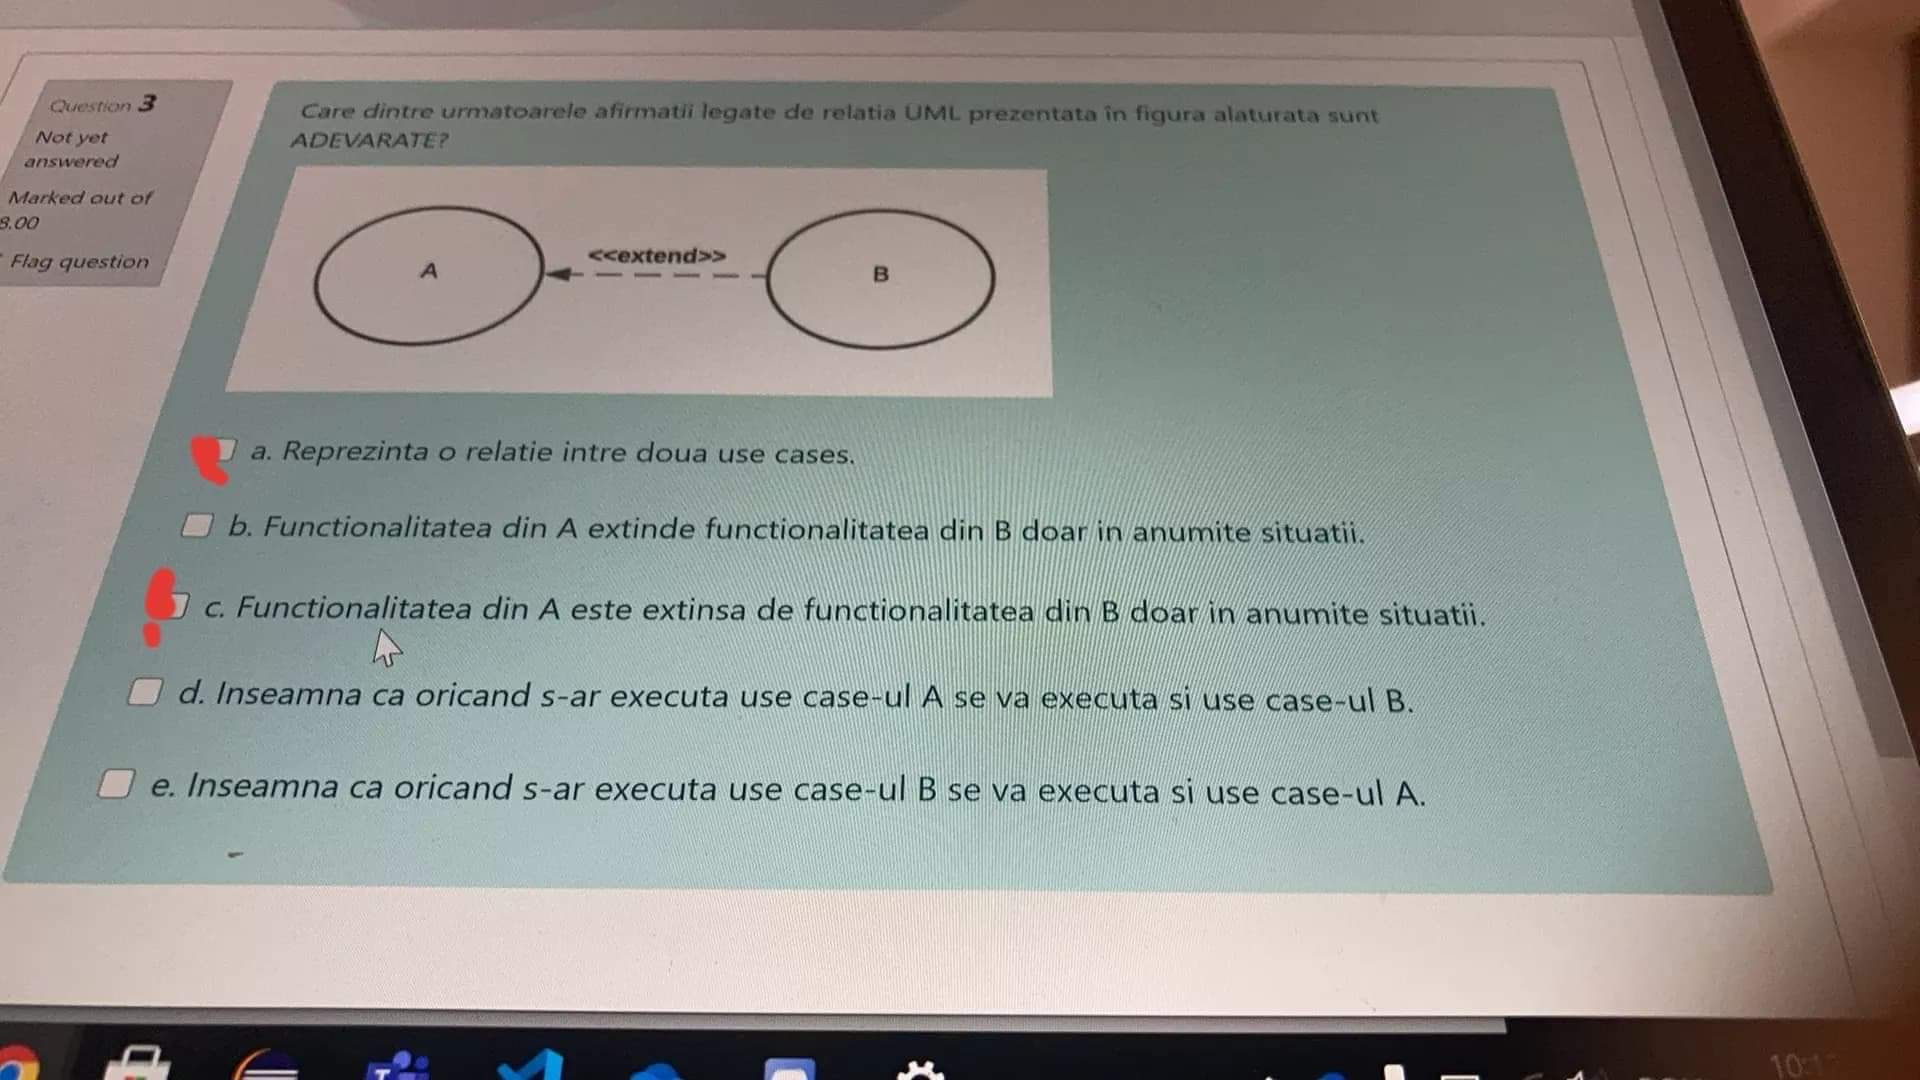 Question 3
Not yet
answered
Marked out of
8.00
Flag question
Care dintre urmatoarele afirmatii legate de relatia UML prezentata în figura alaturata sunt
ADEVARATE?
A
<<extend>>
B
a. Reprezinta o relatie intre doua use cases.
b. Functionalitatea din A extinde functionalitatea din B doar in anumite situatii.
c. Functionalitatea din A este extinsa de functionalitatea din B doar in anumite situatii.
d. Inseamna ca oricand s-ar executa use case-ul A se va executa si use case-ul B.
e. Inseamna ca oricand s-ar executa use case-ul B se va executa si use case-ul A.